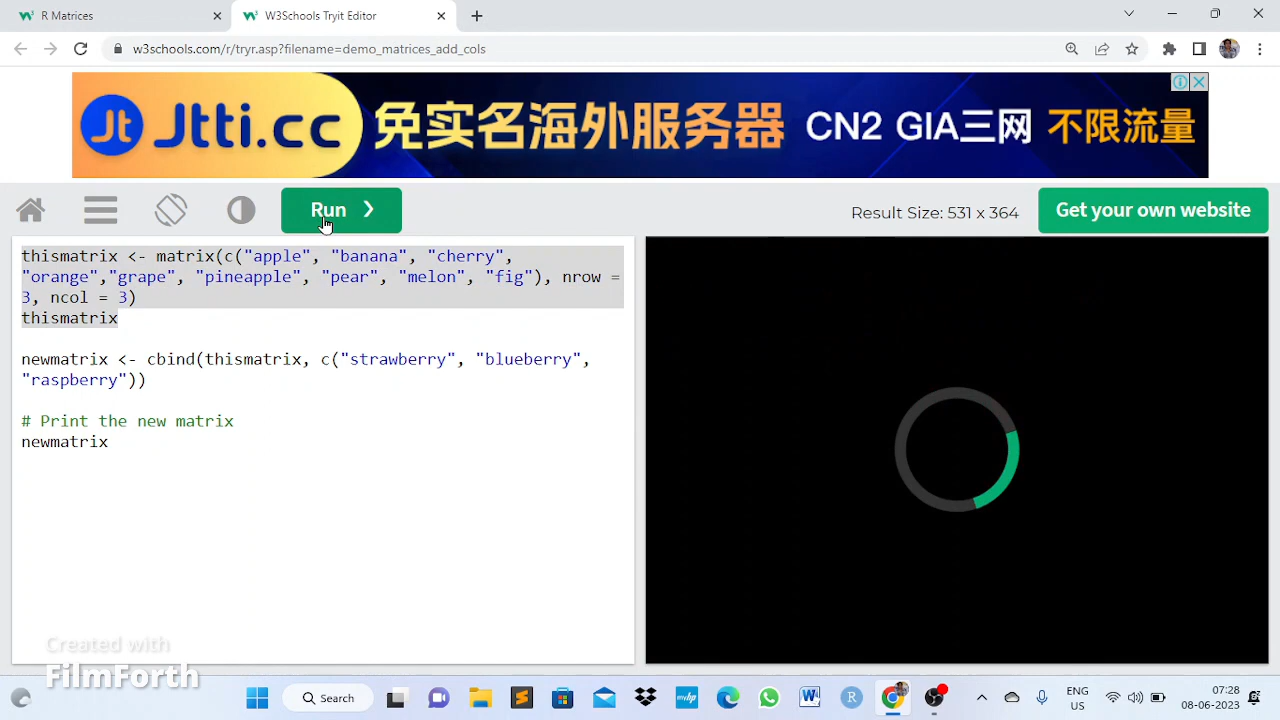 R Matrices
W3Schools Tryit Editor
w3schools.com/r/tryr.asp?filename=demo_matrices_add_cols
Jt Jtti.cc 免实名海外服务器 CN2 GIA三网 不限流量
Run ❯
Result Size: 531 x 364
Get your own website
thismatrix <- matrix(c("apple", "banana", "cherry",
"orange","grape", "pineapple", "pear", "melon", "fig"), nrow =
3, ncol = 3)
thismatrix
newmatrix <- cbind(thismatrix, c("strawberry", "blueberry",
"raspberry"))
# Print the new matrix
newmatrix
Created with
FilmForth
Search
myhp
W
R
ENG
US
07:28
08-06-2023